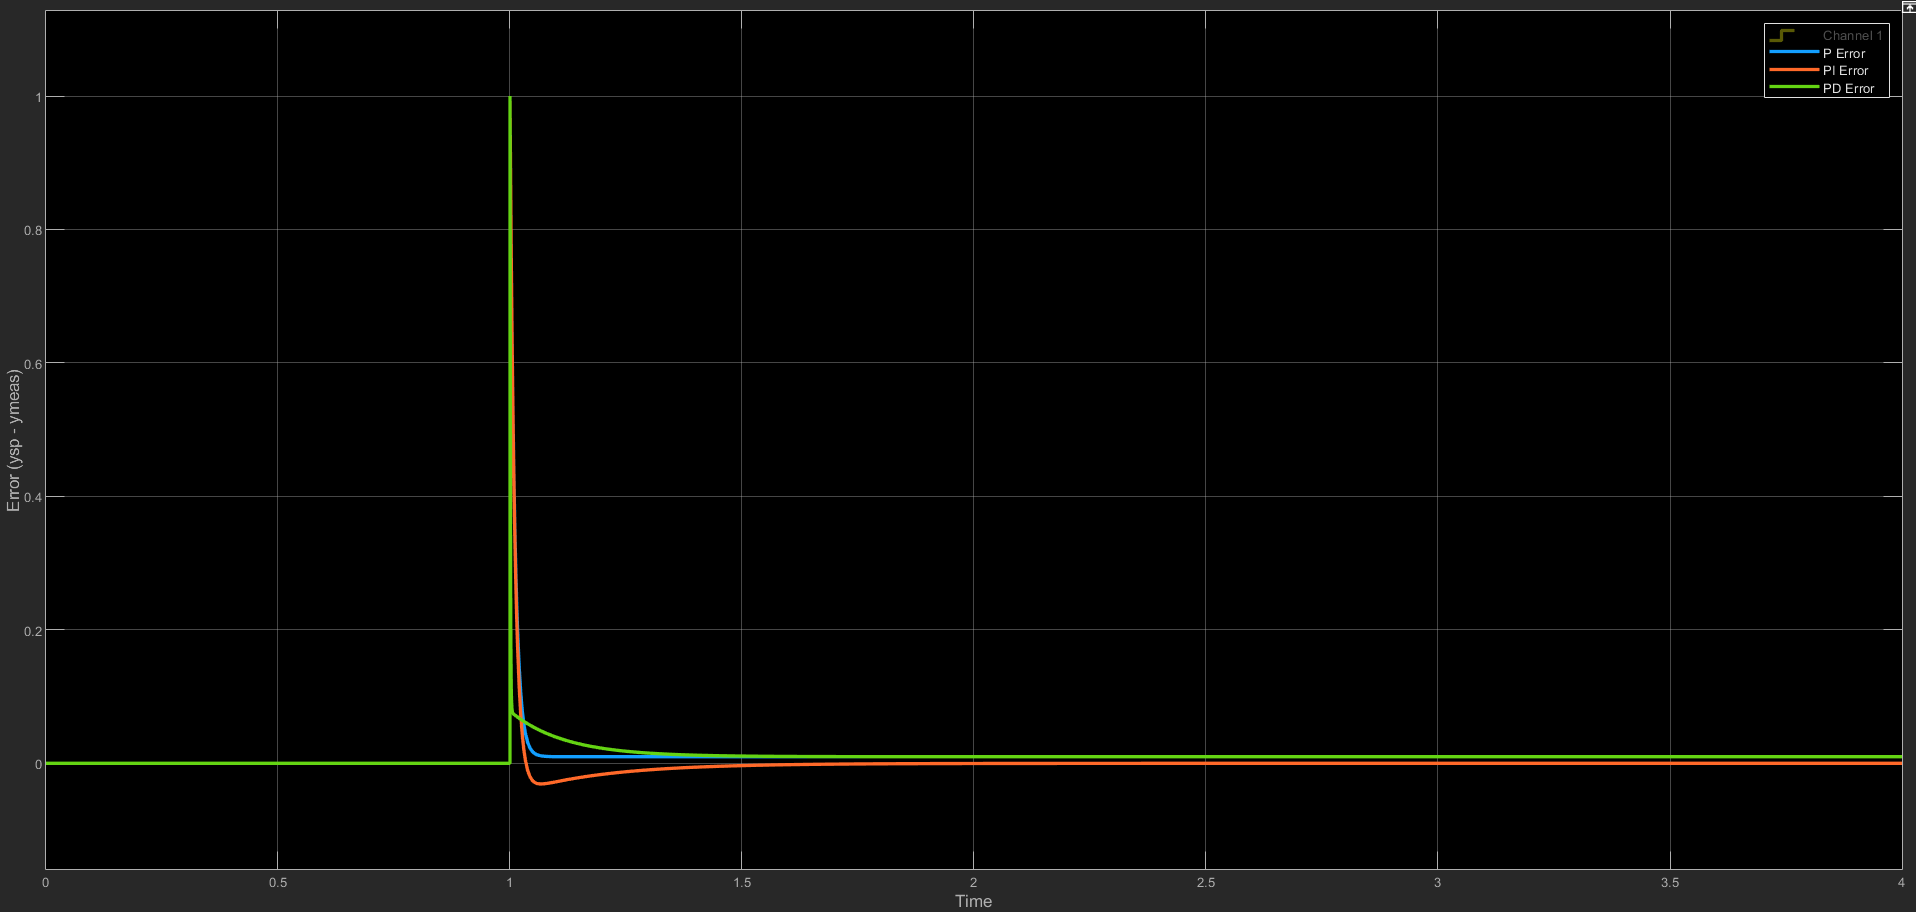 Channel 1
P Error
PI Error
PD Error
1
0.8
0.6
0.4
0.2
0
Error (ysp - ymeas)
0 0.5 1 1.5 2 2.5 3 3.5 4
Time